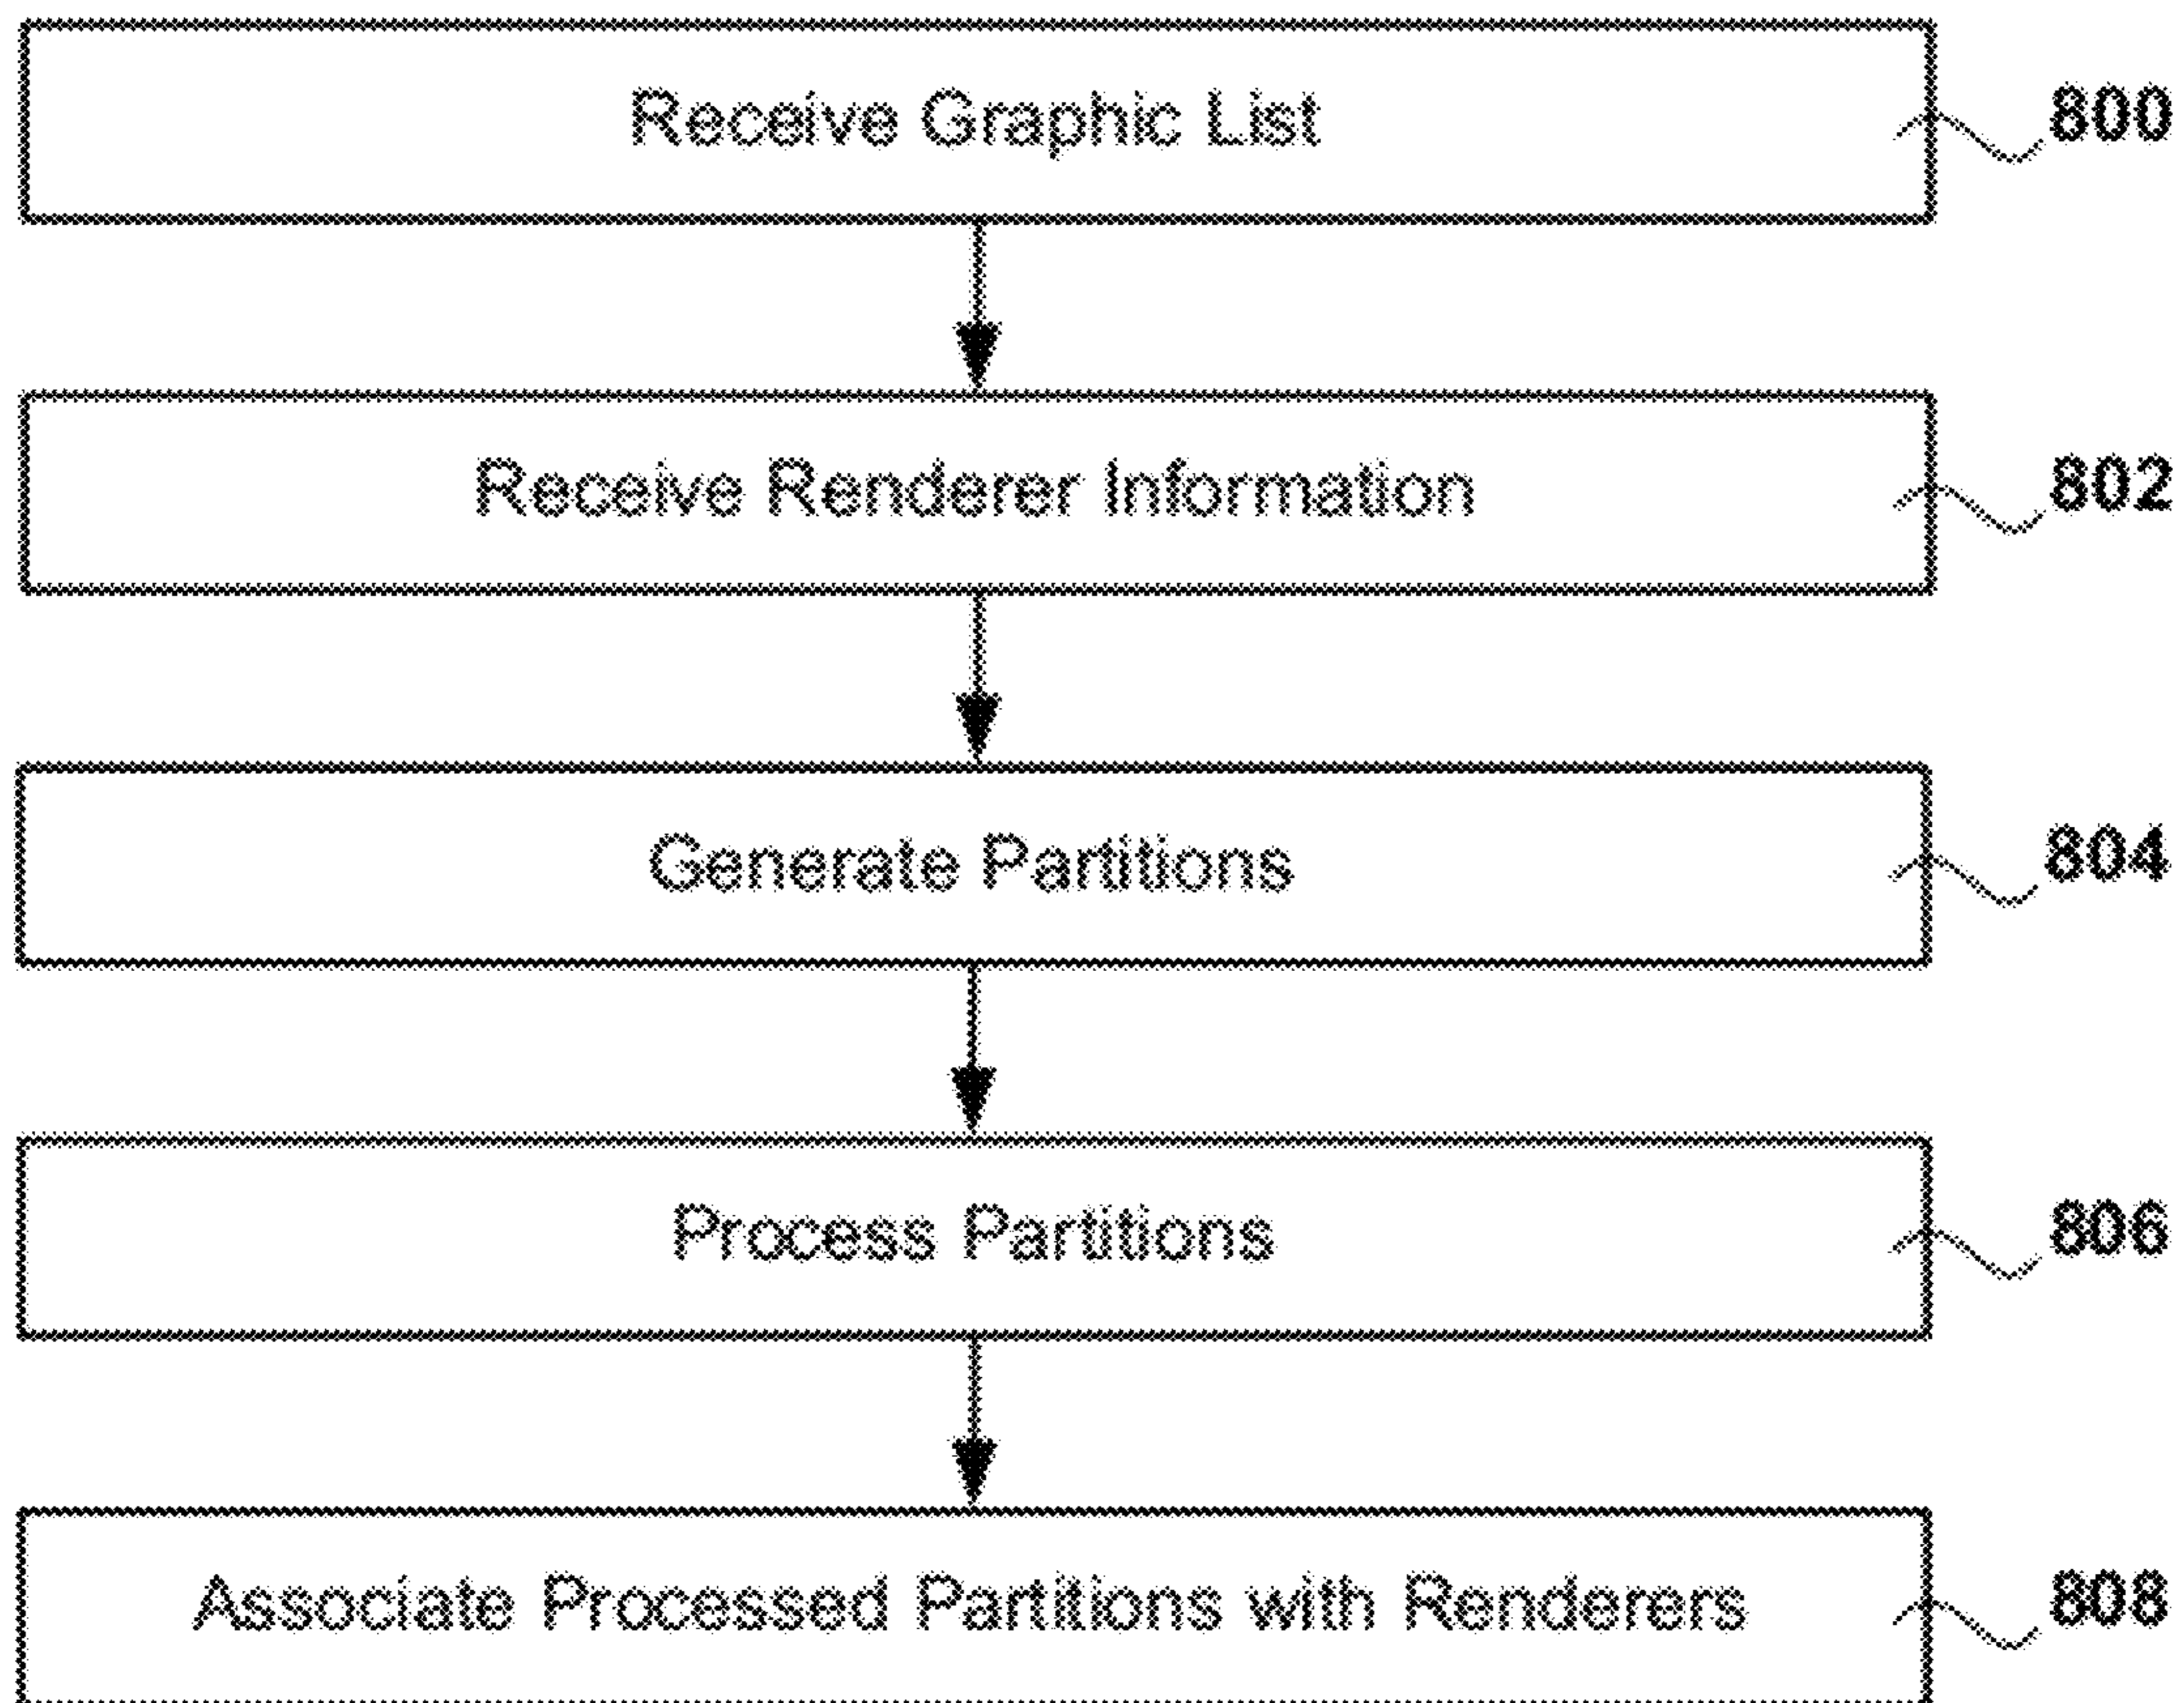 Receive Graphic List 800
Receive Renderer Information 802
Generate Partitions 804
Process Partitions 806
Associate Processed Partitions with Renderers 808